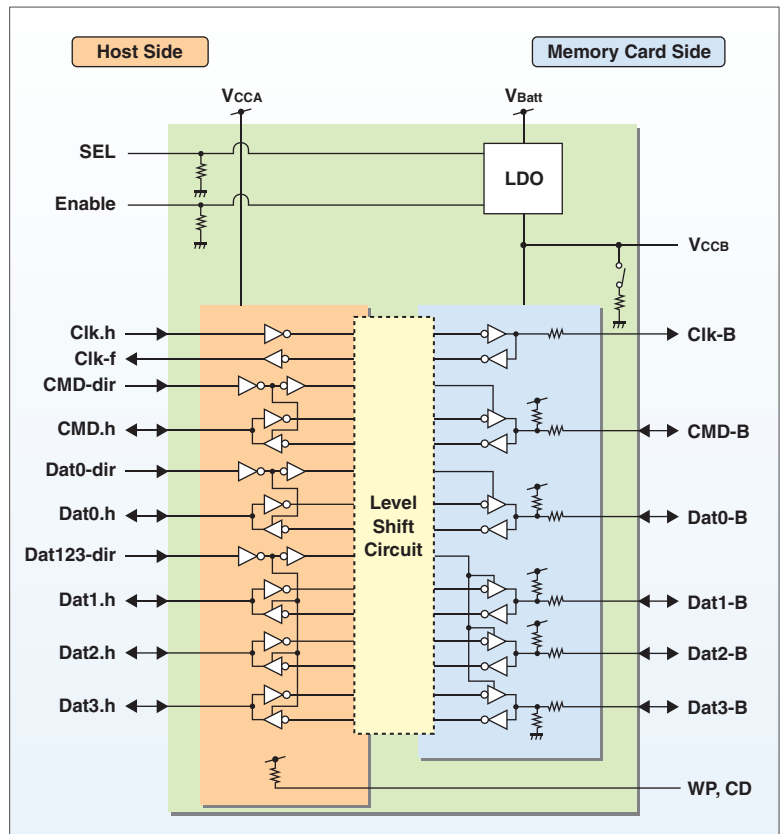 Host Side
Memory Card Side
VCCA
VBatt
SEL
LDO
Enable
VCCB
Clk.h
Clk-B
Clk-f
CMD-dir
CMD.h
CMD-B
Dat0-dir
Dat0.h
Dat0-B
Level
Shift
Circuit
Dat123-dir
Dat1.h
Dat1-B
Dat2.h
Dat2-B
Dat3.h
Dat3-B
WP, CD